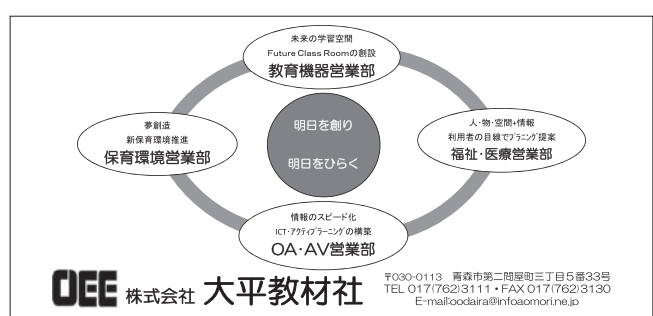 未来の学習空間
Future Class Roomの創設
教育機器営業部
夢創造
新保育環境推進
保育環境営業部
明日を創り
明日をひらく
人・物・空間+情報
利用者の目線でプランニング提案
福祉・医療営業部
情報のスピード化
ICT・アクティブラーニングの構築
OA・AV営業部
OEE 株式会社 大平教材社
〒030-0113 青森市第二問屋町三丁目5番33号
TEL 017(762)3111・FAX 017(762)3130
E-mail:oodaira@infoaomori.ne.jp